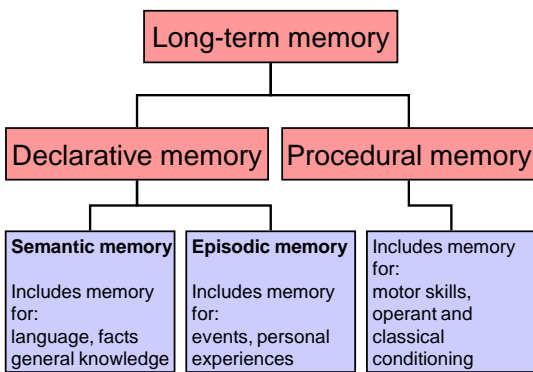 Long-term memory
Declarative memory
Procedural memory
Semantic memory
Includes memory
for:
language, facts
general knowledge
Episodic memory
Includes memory
for:
events, personal
experiences
Includes memory
for:
motor skills,
operant and
classical
conditioning